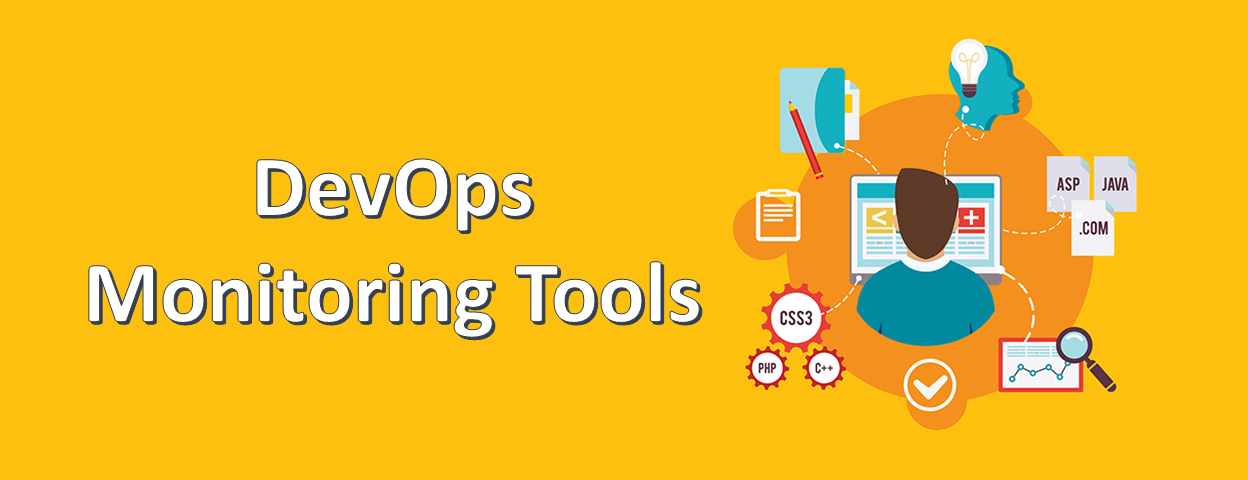 DevOps
Monitoring Tools
ASP
JAVA
.COM
< +
CSS3
PHP
C++